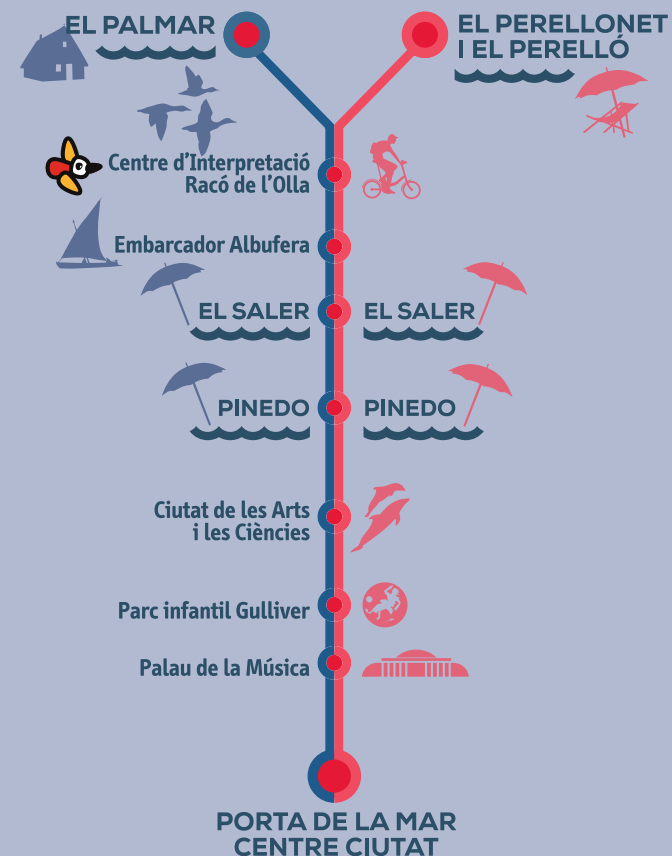 EL PALMAR
EL PERELLONET
I EL PERELLÓ
Centre d'Interpretació
Racó de l'Olla
Embarcador Albufera
EL SALER
EL SALER
PINEDO
PINEDO
Ciutat de les Arts
i les Ciències
Parc infantil Gulliver
Palau de la Música
PORTA DE LA MAR
CENTRE CIUTAT